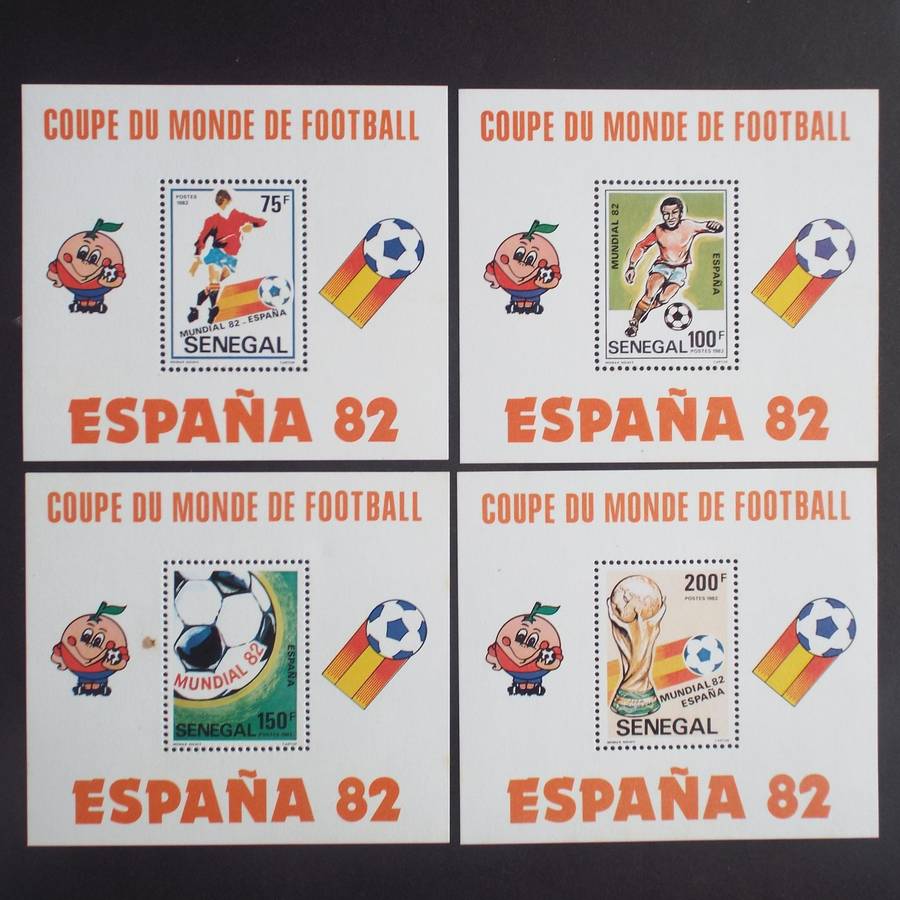 COUPE DU MONDE DE FOOTBALL
POSTES
1982
75F
MUNDIAL 82 - ESPAÑA
SENEGAL
ESPAÑA 82
COUPE DU MONDE DE FOOTBALL
MUNDIAL 82
ESPAÑA
SENEGAL 100F
POSTES 1982
ESPAÑA 82
COUPE DU MONDE DE FOOTBALL
MUNDIAL 82
ESPAÑA
SENEGAL 150F
POSTES 1982
ESPAÑA 82
COUPE DU MONDE DE FOOTBALL
200F
POSTES 1982
MUNDIAL 82
ESPAÑA
SENEGAL
ESPAÑA 82